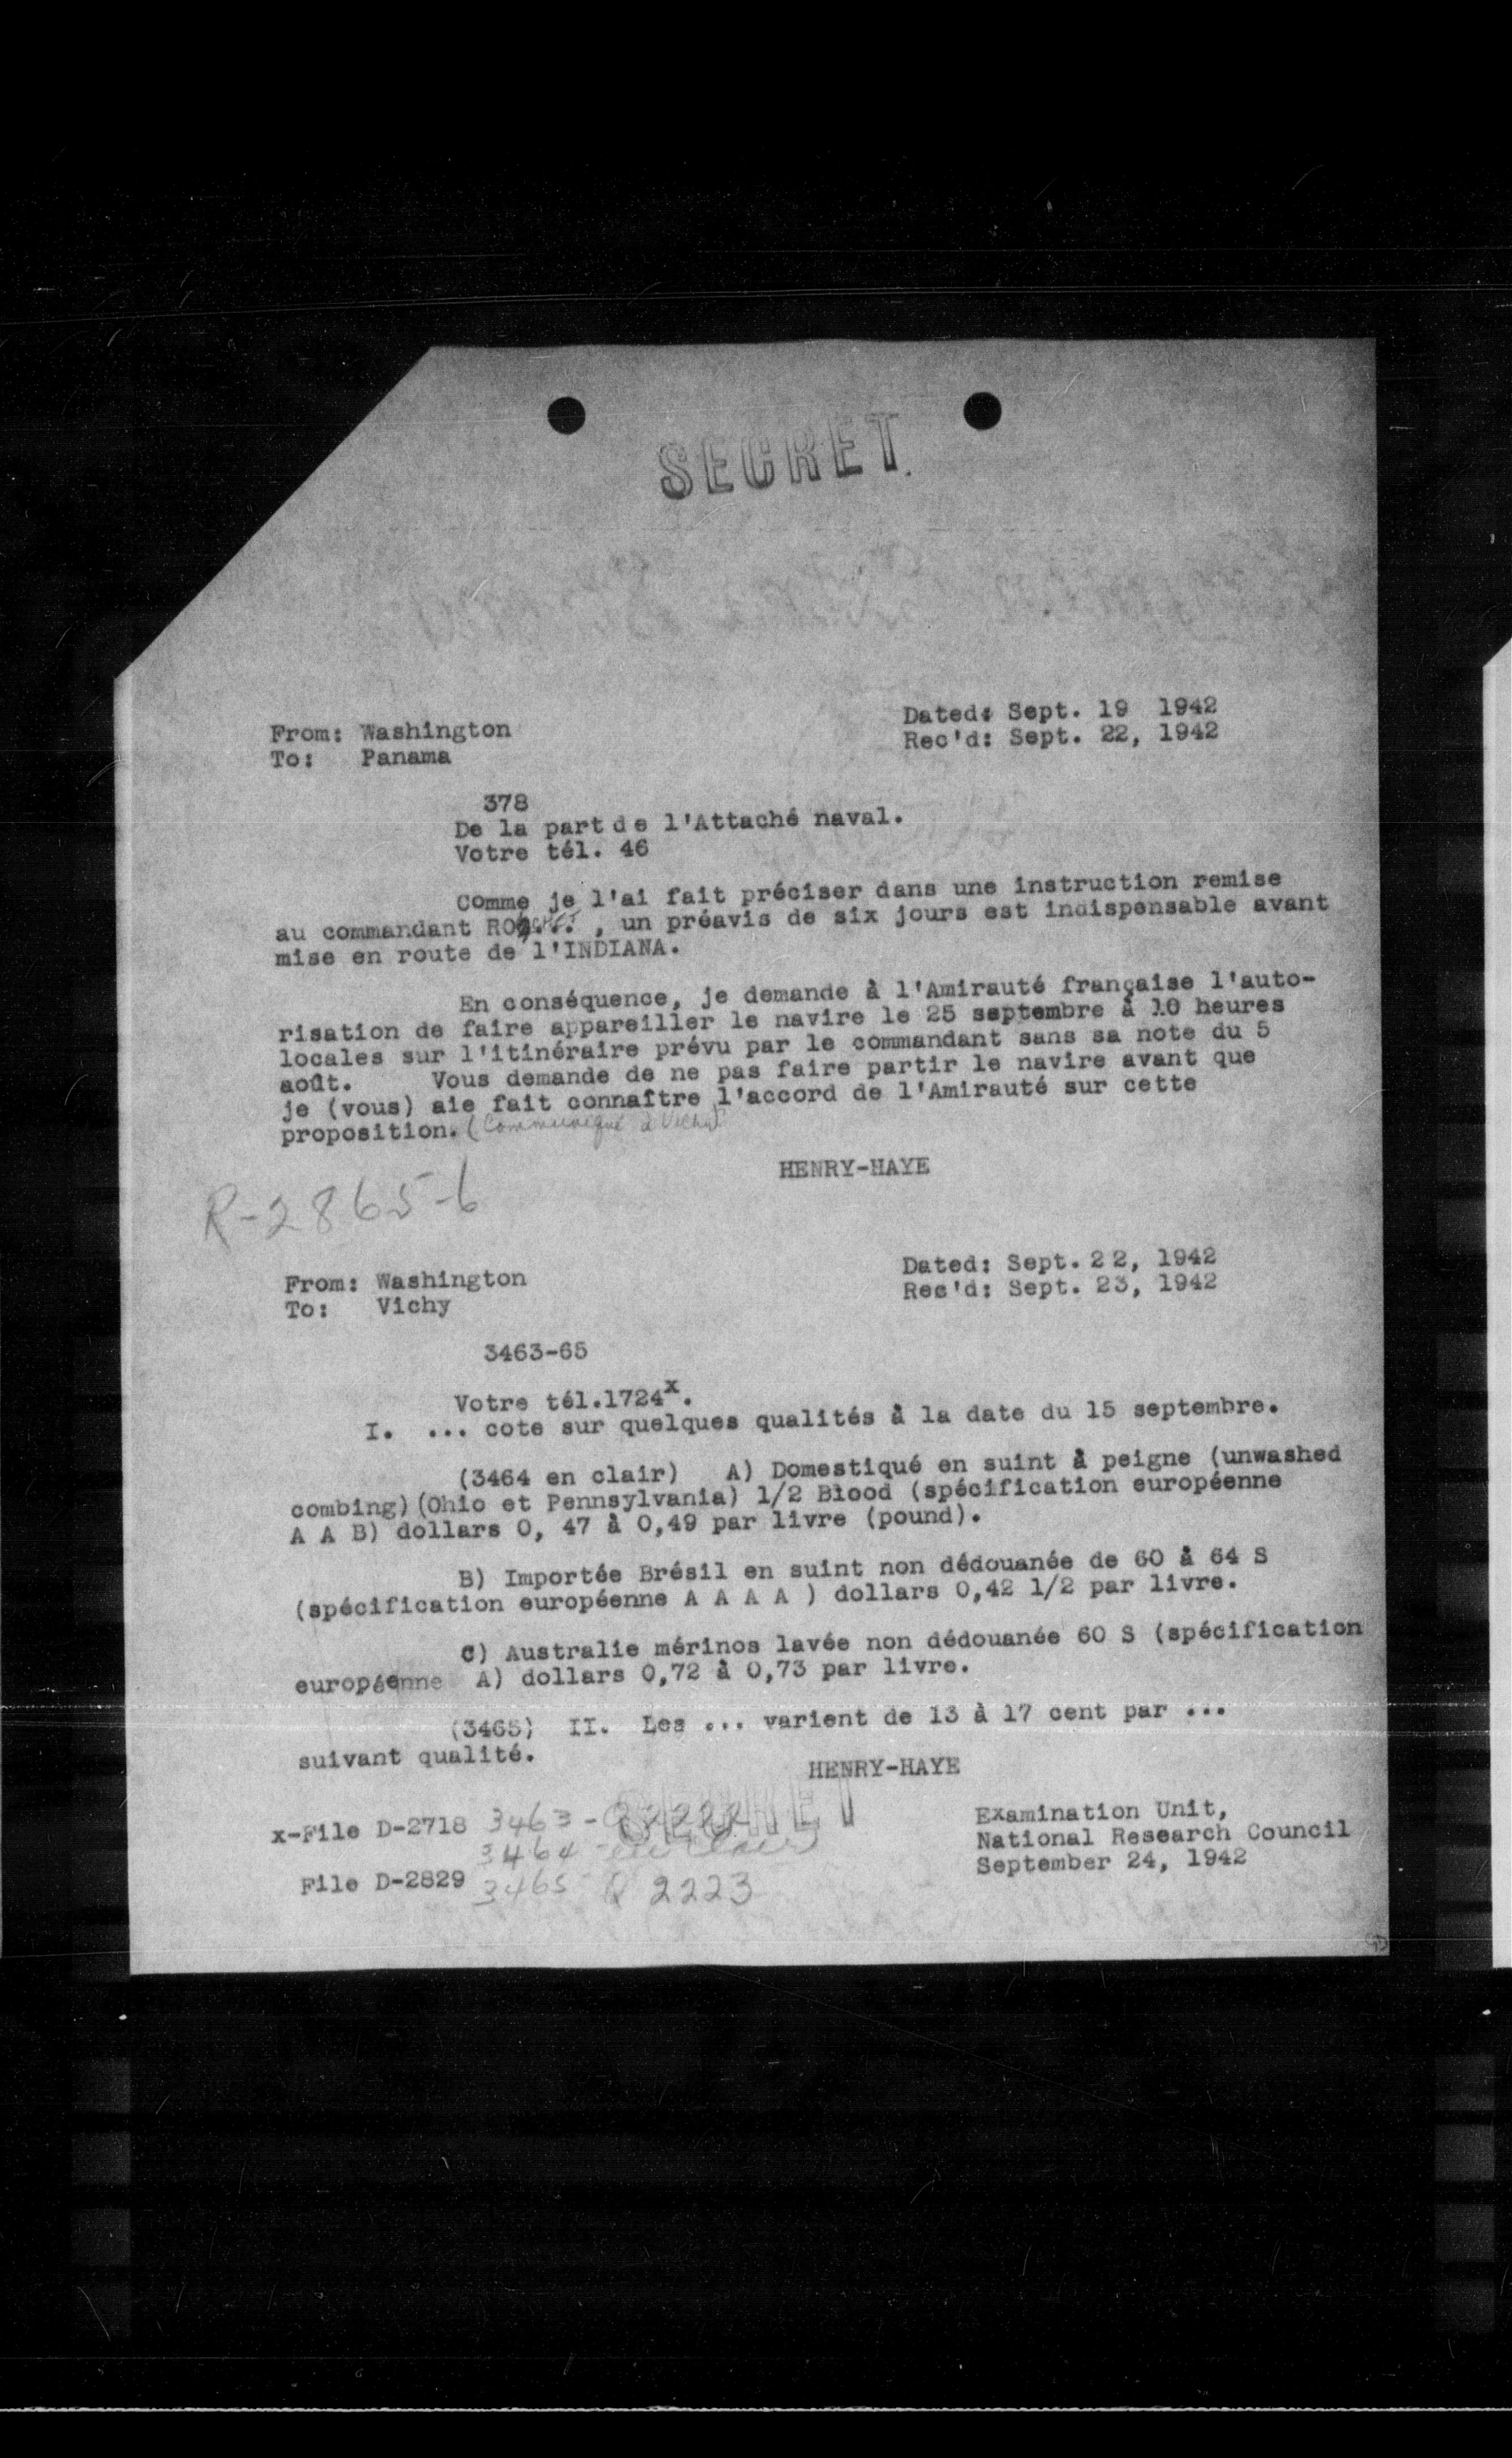 SECRET
From: Washington
To: Panama
Dated: Sept. 19 1942
Rec'd: Sept. 22, 1942
378
De la part de l'Attaché naval.
Votre tél. 46
Comme je l'ai fait préciser dans une instruction remise
au commandant RO , un préavis de six jours est indispensable avant
mise en route de l'INDIANA.
En conséquence, je demande à l'Amirauté française l'auto-
risation de faire appareiller le navire le 25 septembre à 10 heures
locales sur l'itinéraire prévu par le commandant sans sa note du 5
août. Vous demande de ne pas faire partir le navire avant que
je (vous) aie fait connaître l'accord de l'Amirauté sur cette
proposition. (Communiqué à Vichy)
HENRY-HAYE
R-2865-6
From: Washington
To: Vichy
Dated: Sept. 22, 1942
Rec'd: Sept. 23, 1942
3463-65
Votre tél.1724x.
I. ... cote sur quelques qualités à la date du 15 septembre.
(3464 en clair) A) Domestiqué en suint à peigne (unwashed
combing)(Ohio et Pennsylvania) 1/2 Blood (spécification européenne
A A B) dollars 0, 47 à 0,49 par livre (pound).
B) Importée Brésil en suint non dédouanée de 60 à 64 S
(spécification européenne A A A A ) dollars 0,42 1/2 par livre.
C) Australie mérinos lavée non dédouanée 60 S (spécification
européenne A) dollars 0,72 à 0,73 par livre.
(3465) II. Les ... varient de 13 à 17 cent par ...
suivant qualité.
HENRY-HAYE
SECRET
x-File D-2718 3463-
3464 - en clair
File D-2829 3465 2223
Examination Unit,
National Research Council
September 24, 1942